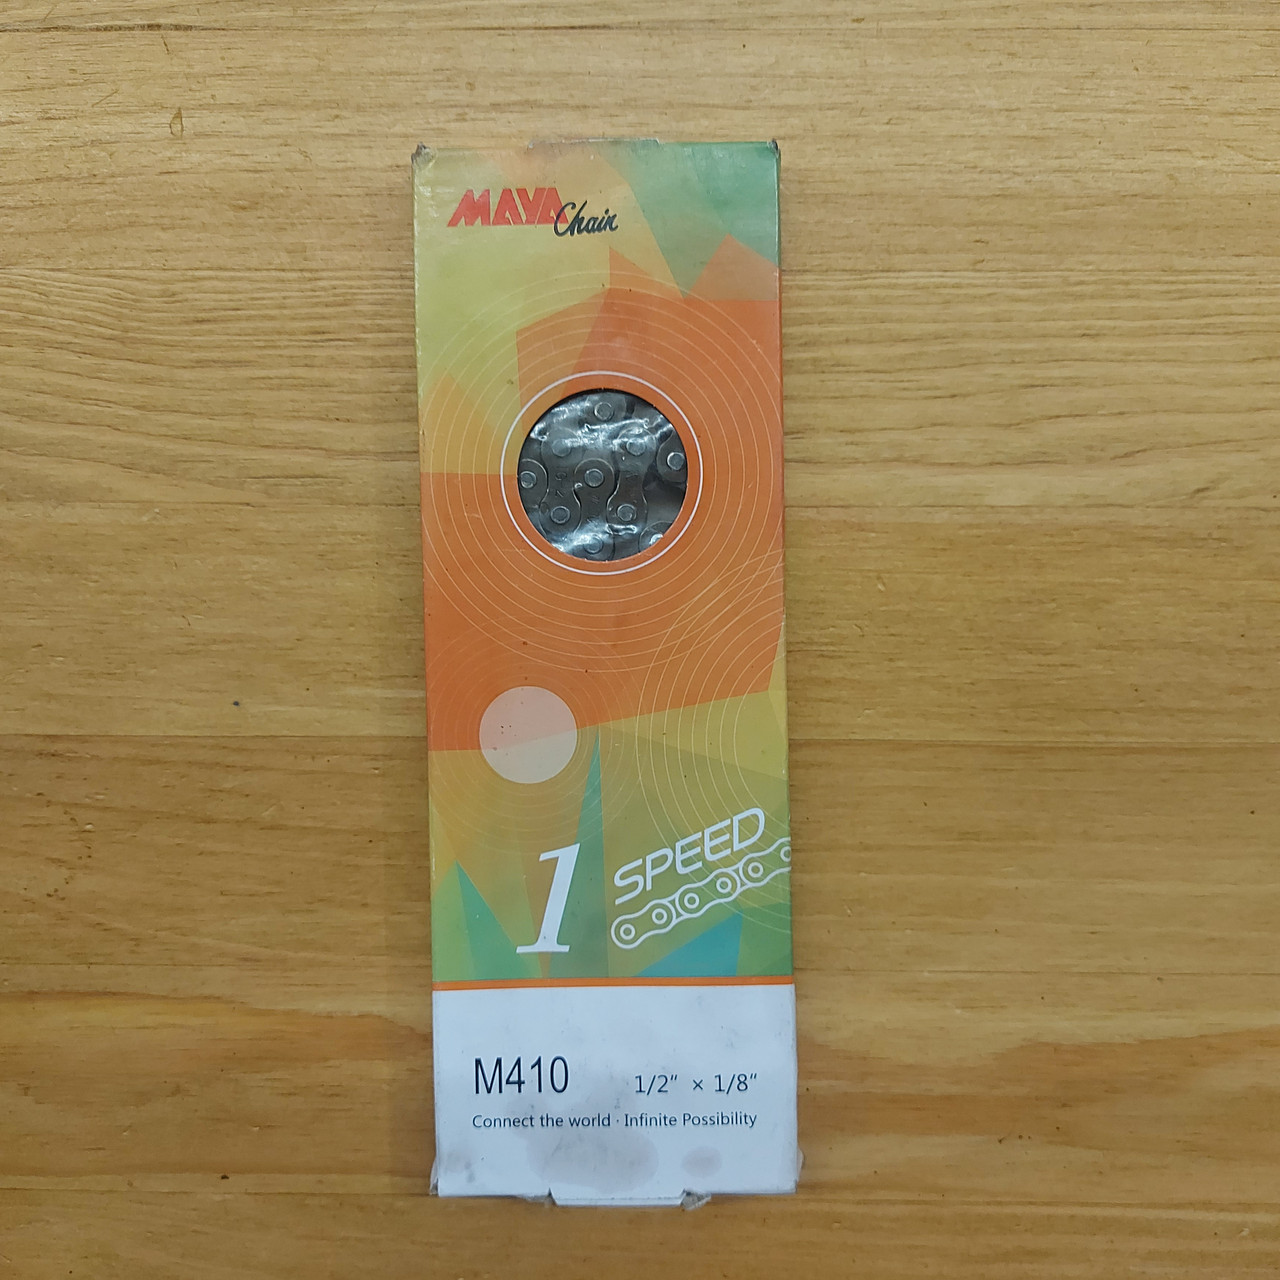 MAYA Chain
1 SPEED
M410 1/2" × 1/8"
Connect the world · Infinite Possibility